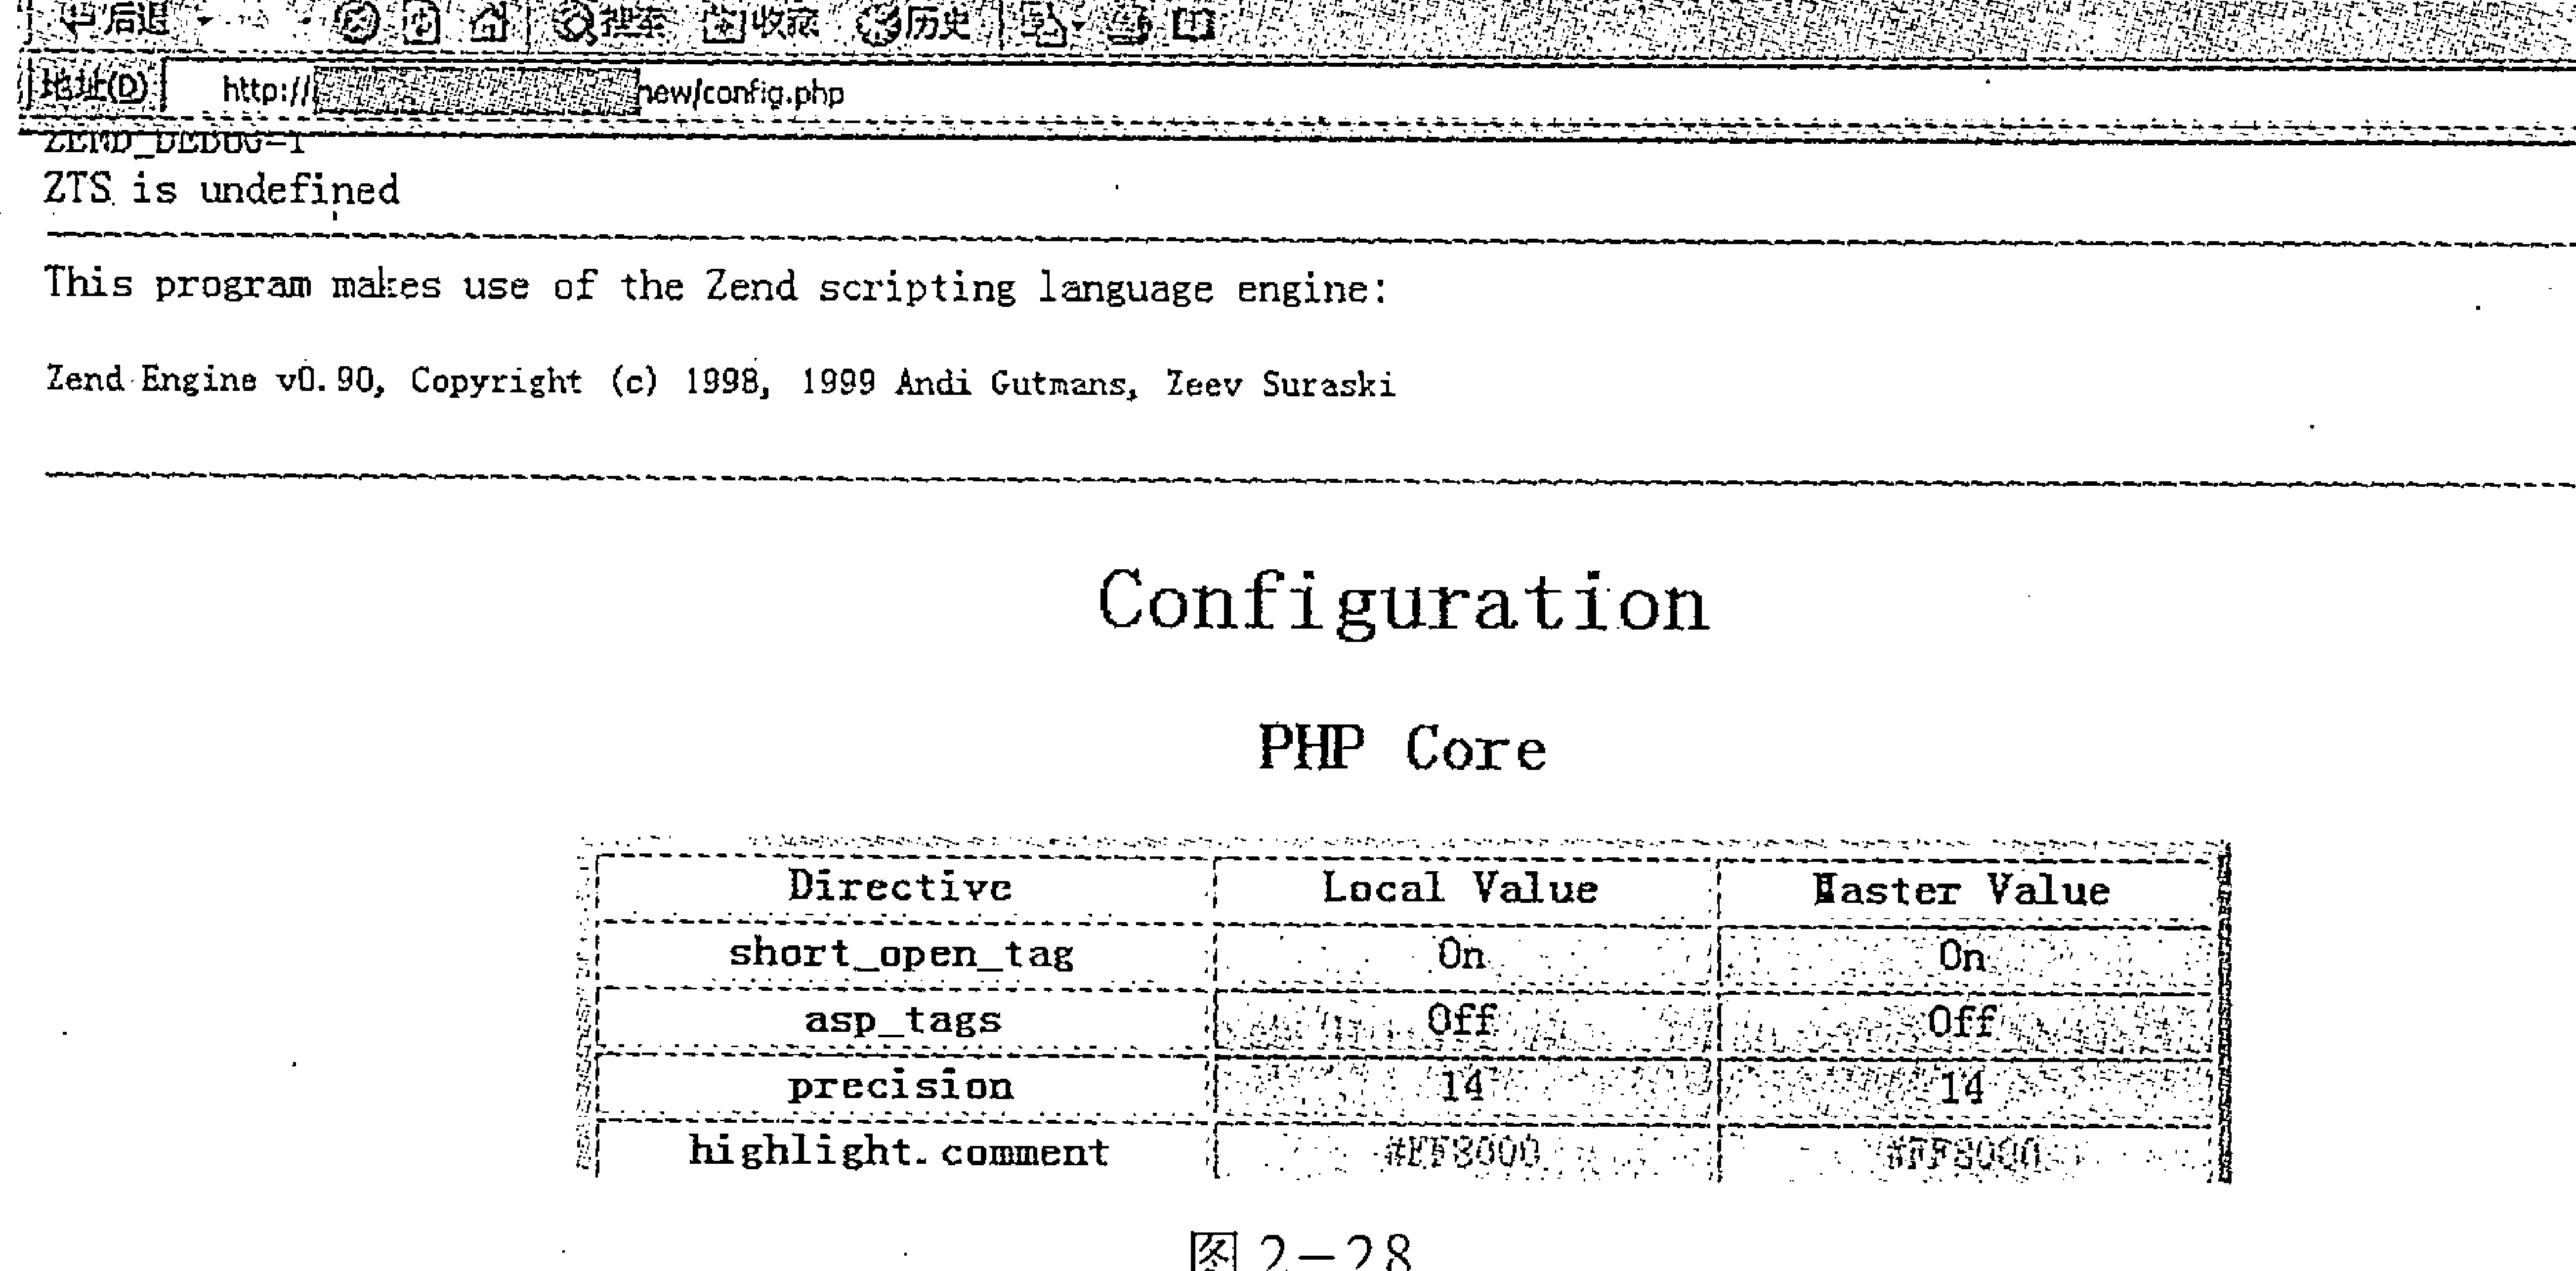 后退 搜索 收藏 历史
地址(D) http:// new/config.php
ZEND_DEBUG=1
ZTS is undefined
This program makes use of the Zend scripting language engine:
Zend Engine v0.90, Copyright (c) 1998, 1999 Andi Gutmans, Zeev Suraski
Configuration
PHP Core
Directive Local Value Master Value
short_open_tag On On
asp_tags Off Off
precision 14 14
highlight.comment #FF8000 #FF8000
图2-28